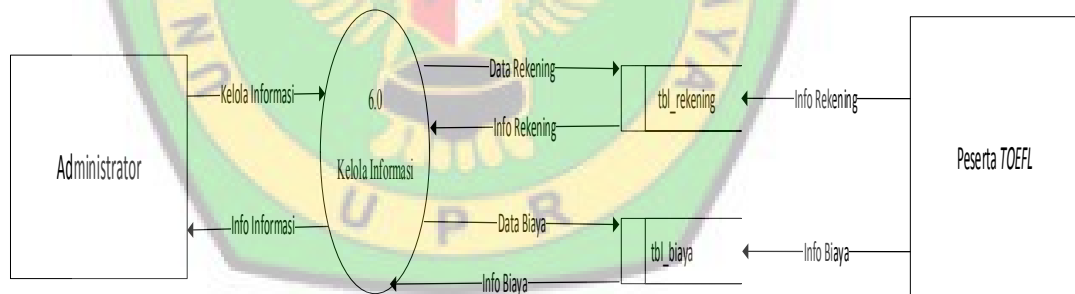 Administrator
Kelola Informasi
Info Informasi
6.0
Kelola Informasi
Data Rekening
Info Rekening
Data Biaya
Info Biaya
tbl_rekening
tbl_biaya
Info Rekening
Info Biaya
Peserta TOEFL
U P R